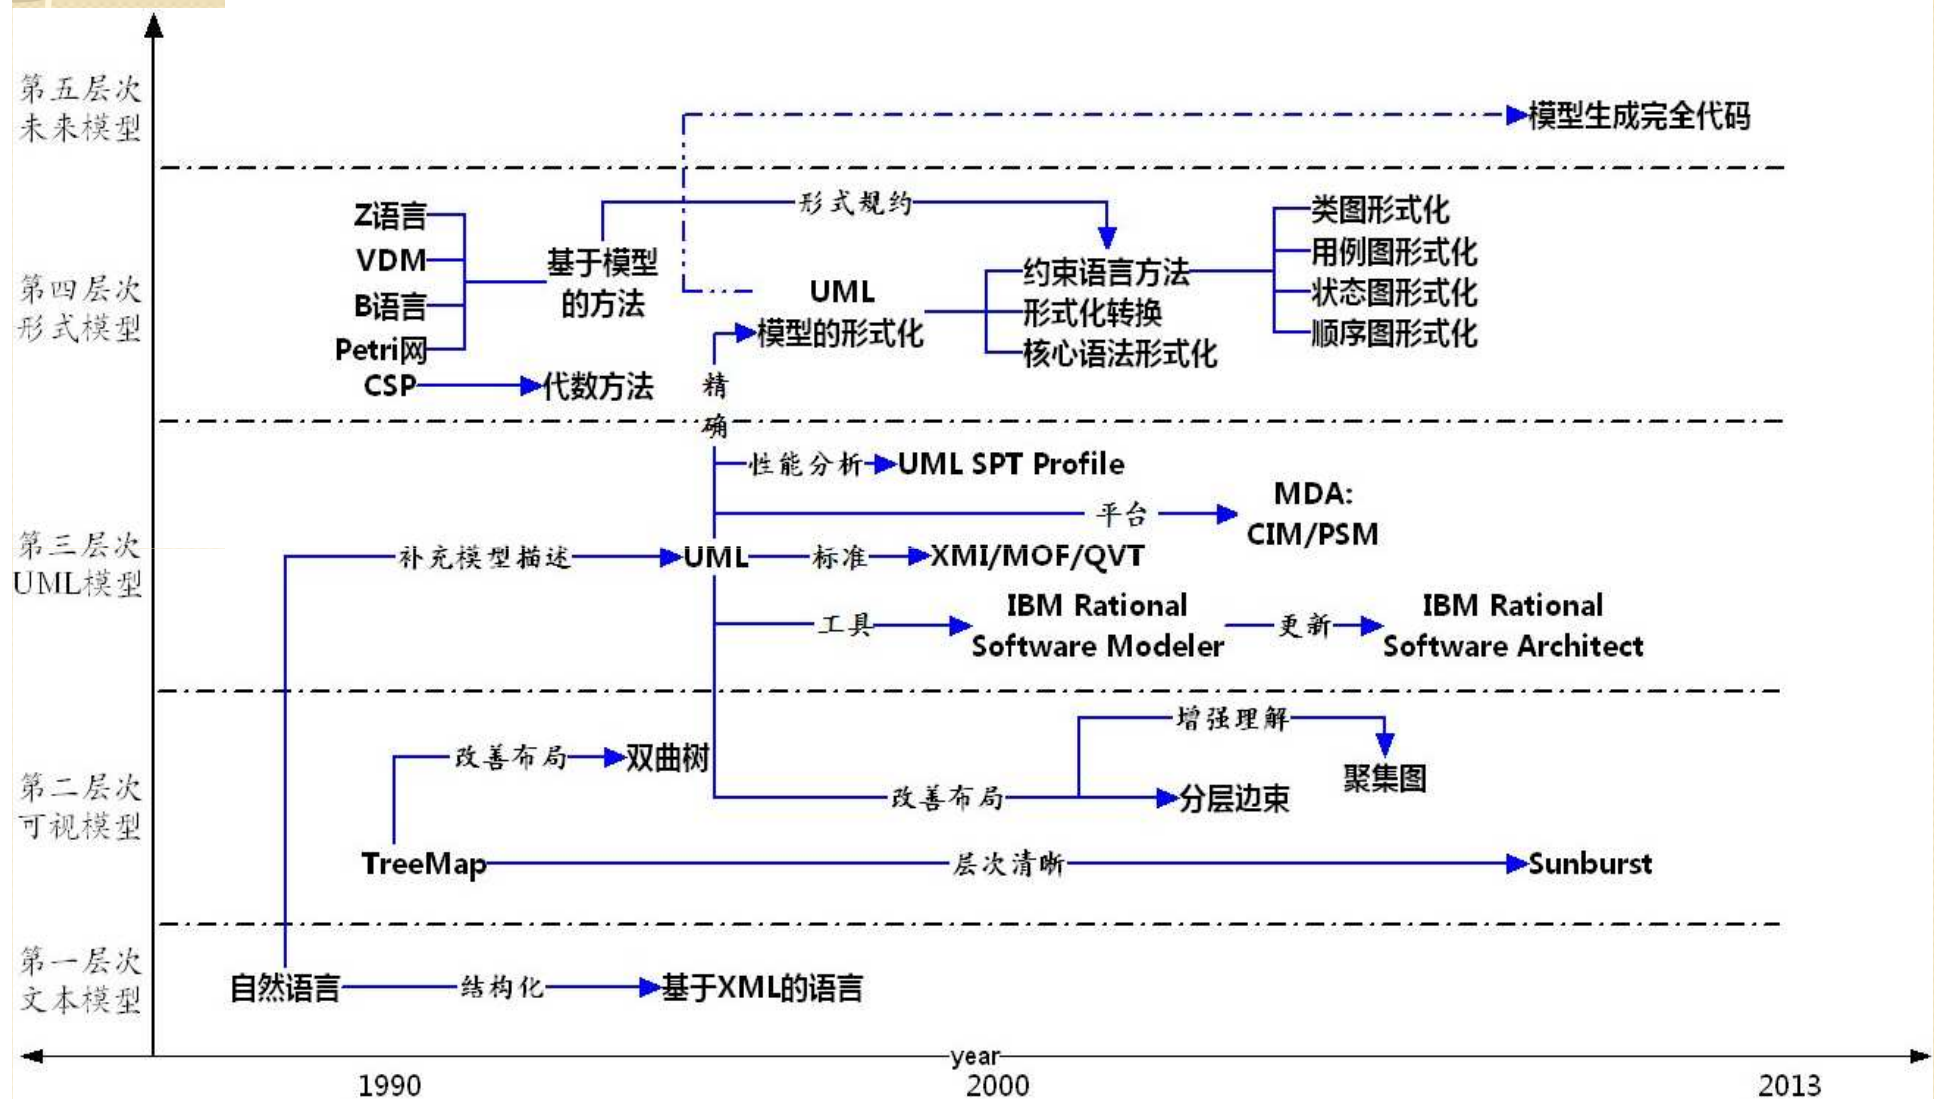 第五层次
未来模型
模型生成完全代码
第四层次
形式模型
Z语言
VDM
B语言
Petri网
CSP
基于模型
的方法
代数方法
形式规约
UML
模型的形式化
约束语言方法
形式化转换
核心语法形式化
类图形式化
用例图形式化
状态图形式化
顺序图形式化
精
确
第三层次
UML模型
性能分析
UML SPT Profile
平台
MDA:
CIM/PSM
补充模型描述
UML
标准
XMI/MOF/QVT
工具
IBM Rational
Software Modeler
更新
IBM Rational
Software Architect
第二层次
可视模型
改善布局
双曲树
增强理解
聚集图
改善布局
分层边束
TreeMap
层次清晰
Sunburst
第一层次
文本模型
自然语言
结构化
基于XML的语言
year
1990
2000
2013